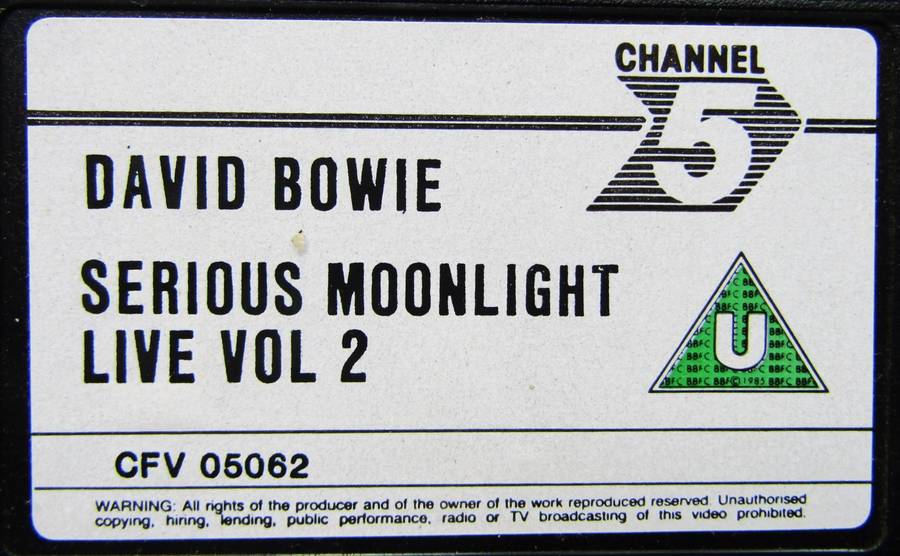 CHANNEL
5
DAVID BOWIE
SERIOUS MOONLIGHT
LIVE VOL 2
U
BBFC © 1985
CFV 05062
WARNING: All rights of the producer and of the owner of the work reproduced reserved. Unauthorised
copying, hiring, lending, public performance, radio or TV broadcasting of this video prohibited.